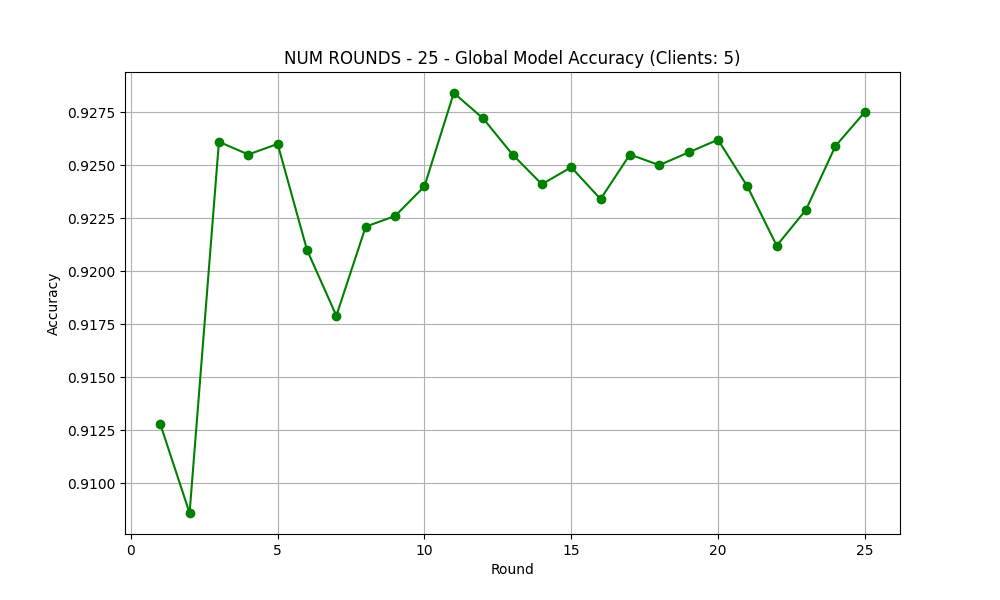 NUM ROUNDS - 25 - Global Model Accuracy (Clients: 5)
0.9275
0.9250
0.9225
0.9200
0.9175
0.9150
0.9125
0.9100
Accuracy
0 5 10 15 20 25
Round